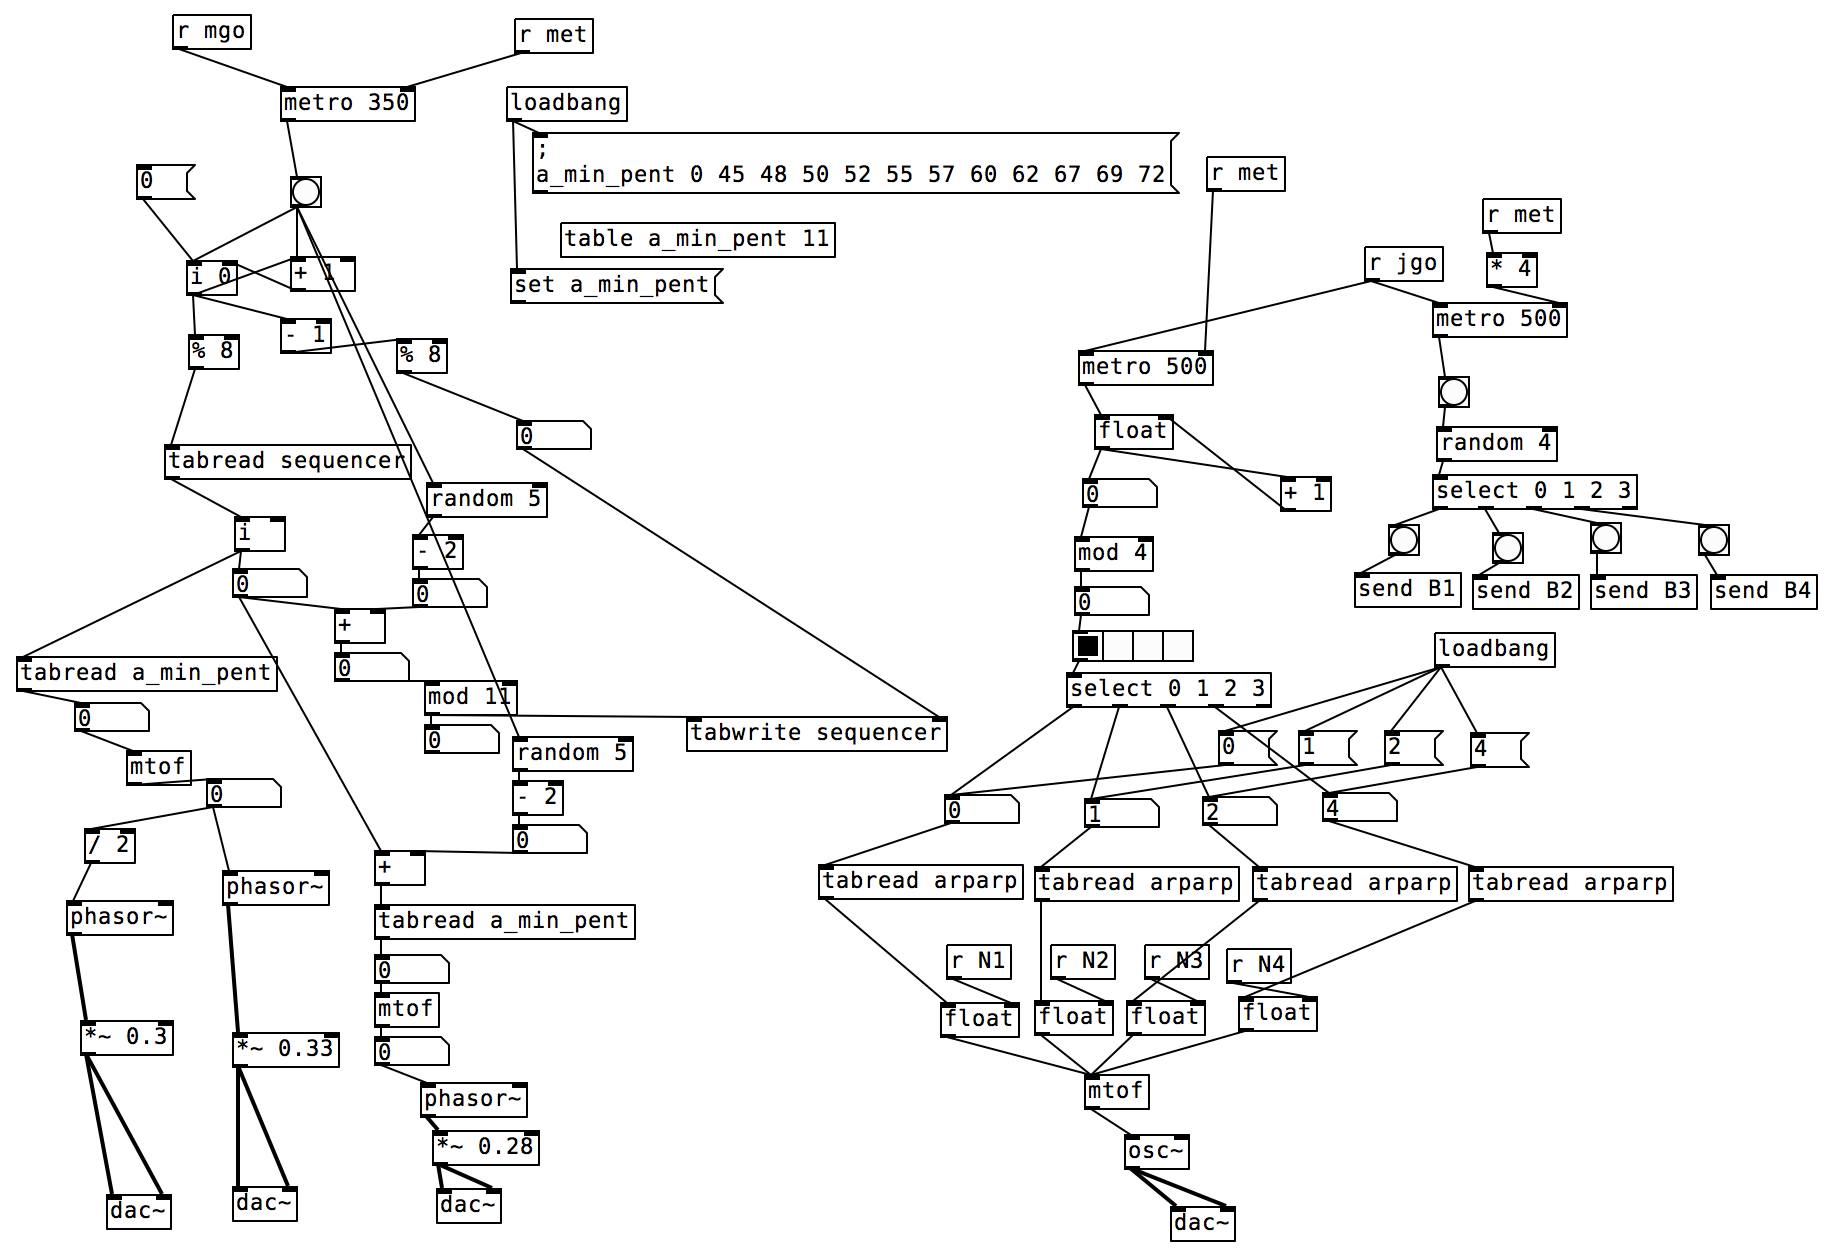 r mgo
r met
metro 350
loadbang
;
a_min_pent 0 45 48 50 52 55 57 60 62 67 69 72
r met
0
r met
table a_min_pent 11
r jgo
* 4
i 0
+ 1
set a_min_pent
metro 500
- 1
% 8
% 8
metro 500
0
float
random 4
tabread sequencer
random 5
0
+ 1
select 0 1 2 3
i
- 2
mod 4
0
0
0
send B1
send B2
send B3
send B4
+
0
loadbang
tabread a_min_pent
mod 11
select 0 1 2 3
0
0
tabwrite sequencer
random 5
0
1
2
4
mtof
0
- 2
0
1
2
4
/ 2
0
+
phasor~
tabread arparp
tabread arparp
tabread arparp
tabread arparp
phasor~
tabread a_min_pent
0
r N1
r N2
r N3
r N4
mtof
float
float
float
float
*~ 0.3
*~ 0.33
0
phasor~
mtof
*~ 0.28
osc~
dac~
dac~
dac~
dac~